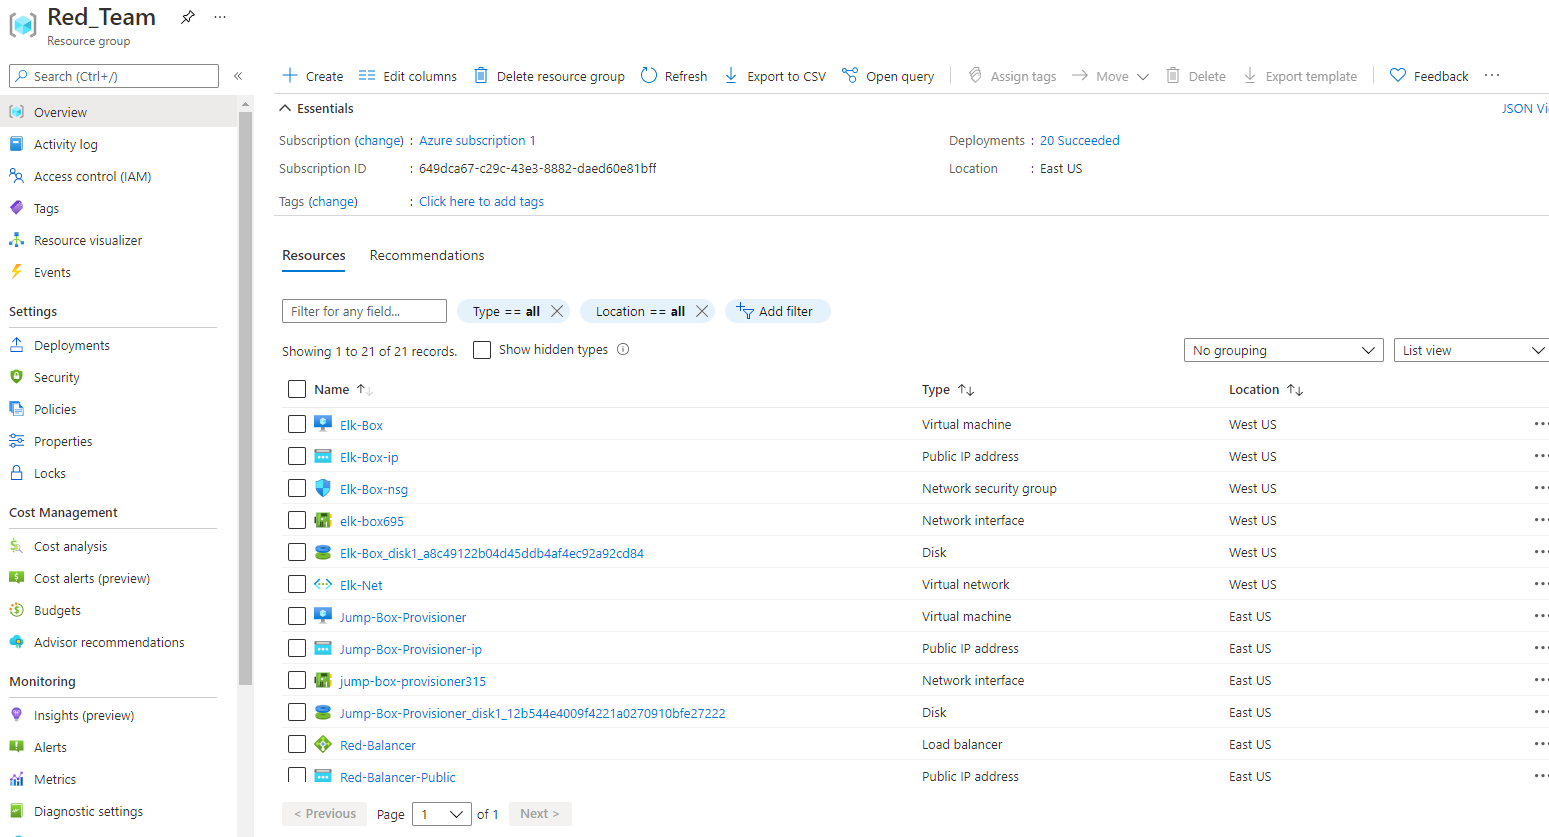 Red_Team
Resource group
Search (Ctrl+/)
«
Overview
Activity log
Access control (IAM)
Tags
Resource visualizer
Events
Settings
Deployments
Security
Policies
Properties
Locks
Cost Management
Cost analysis
Cost alerts (preview)
Budgets
Advisor recommendations
Monitoring
Insights (preview)
Alerts
Metrics
Diagnostic settings
Create Edit columns Delete resource group Refresh Export to CSV Open query Assign tags Move Delete Export template Feedback
Essentials JSON Vi
Subscription (change) : Azure subscription 1 Deployments : 20 Succeeded
Subscription ID : 649dca67-c29c-43e3-8882-daed60e81bff Location : East US
Tags (change) : Click here to add tags
Resources Recommendations
Filter for any field... Type == all Location == all Add filter
Showing 1 to 21 of 21 records. Show hidden types No grouping List view
Name Type Location
Elk-Box Virtual machine West US
Elk-Box-ip Public IP address West US
Elk-Box-nsg Network security group West US
elk-box695 Network interface West US
Elk-Box_disk1_a8c49122b04d45ddb4af4ec92a92cd84 Disk West US
Elk-Net Virtual network West US
Jump-Box-Provisioner Virtual machine East US
Jump-Box-Provisioner-ip Public IP address East US
jump-box-provisioner315 Network interface East US
Jump-Box-Provisioner_disk1_12b544e4009f4221a0270910bfe27222 Disk East US
Red-Balancer Load balancer East US
Red-Balancer-Public Public IP address East US
< Previous Page 1 of 1 Next >